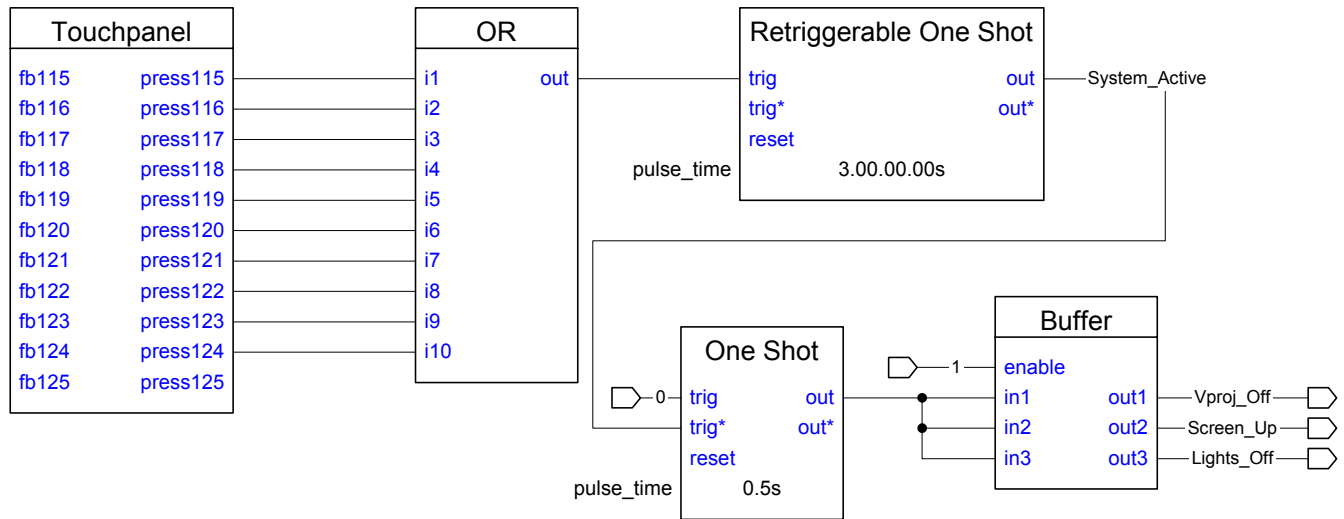 Touchpanel
fb115 press115
fb116 press116
fb117 press117
fb118 press118
fb119 press119
fb120 press120
fb121 press121
fb122 press122
fb123 press123
fb124 press124
fb125 press125
OR
i1 out
i2
i3
i4
i5
i6
i7
i8
i9
i10
Retriggerable One Shot
trig out
trig* out*
reset
pulse_time 3.00.00.00s
System_Active
One Shot
0 trig out
trig* out*
reset
pulse_time 0.5s
Buffer
1 enable
in1 out1 Vproj_Off
in2 out2 Screen_Up
in3 out3 Lights_Off